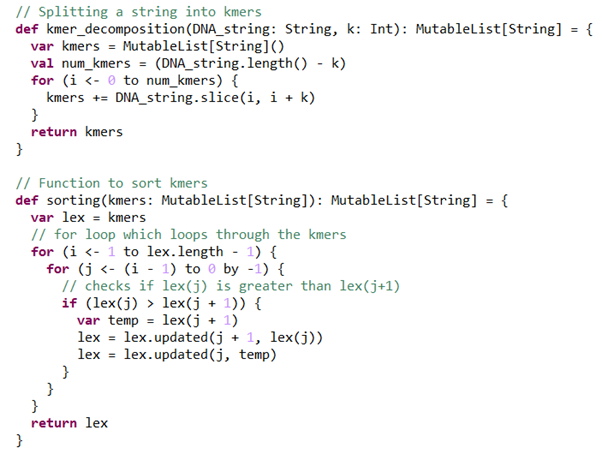 // Splitting a string into kmers
def kmer_decomposition(DNA_string: String, k: Int): MutableList[String] = {
  var kmers = MutableList[String]()
  val num_kmers = (DNA_string.length() - k)
  for (i <- 0 to num_kmers) {
    kmers += DNA_string.slice(i, i + k)
  }
  return kmers
}

// Function to sort kmers
def sorting(kmers: MutableList[String]): MutableList[String] = {
  var lex = kmers
  // for loop which loops through the kmers
  for (i <- 1 to lex.length - 1) {
    for (j <- (i - 1) to 0 by -1) {
      // checks if lex(j) is greater than lex(j+1)
      if (lex(j) > lex(j + 1)) {
        var temp = lex(j + 1)
        lex = lex.updated(j + 1, lex(j))
        lex = lex.updated(j, temp)
      }
    }
  }
  return lex
}